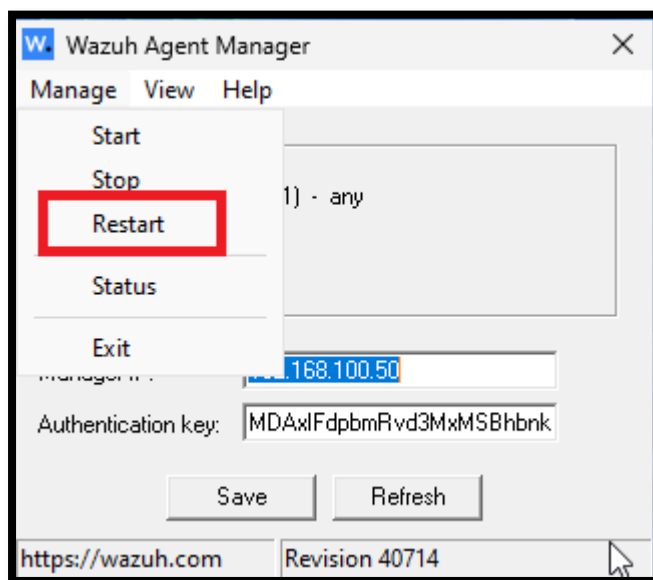 W. Wazuh Agent Manager
Manage View Help
Start
Stop
1) - any
Restart
Status
Exit
.168.100.50
Authentication key: MDAxIFdpbmRvd3MxMSBhbnk
Save Refresh
https://wazuh.com Revision 40714